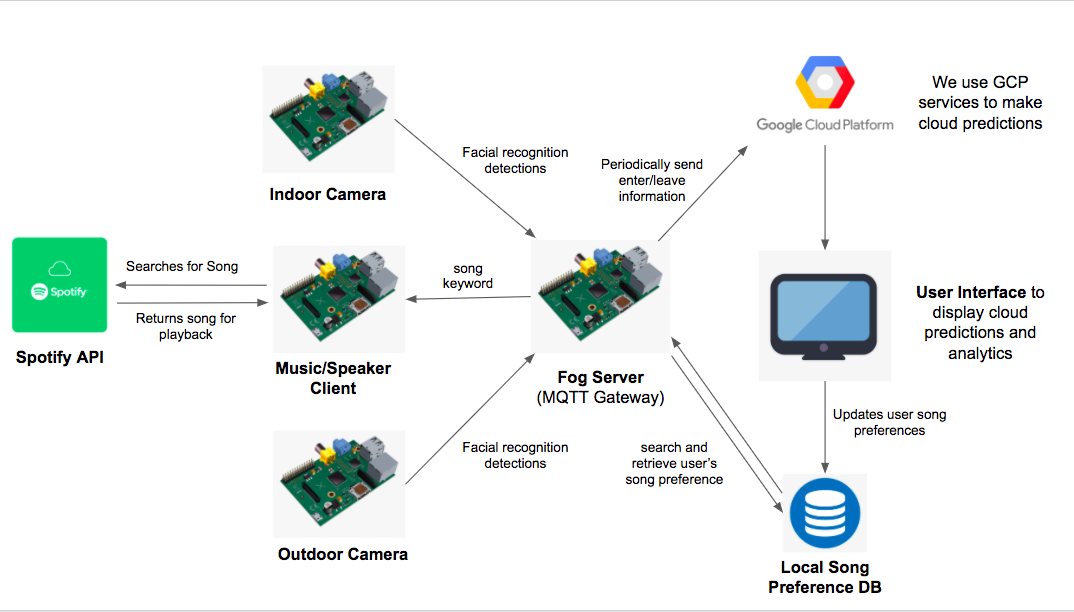 Google Cloud Platform
We use GCP
services to make
cloud predictions
Indoor Camera
Facial recognition
detections
Periodically send
enter/leave
information
Spotify
Spotify API
Searches for Song
Returns song for
playback
Music/Speaker
Client
song
keyword
Fog Server
(MQTT Gateway)
User Interface to
display cloud
predictions and
analytics
Updates user song
preferences
Facial recognition
detections
search and
retrieve user's
song preference
Outdoor Camera
Local Song
Preference DB